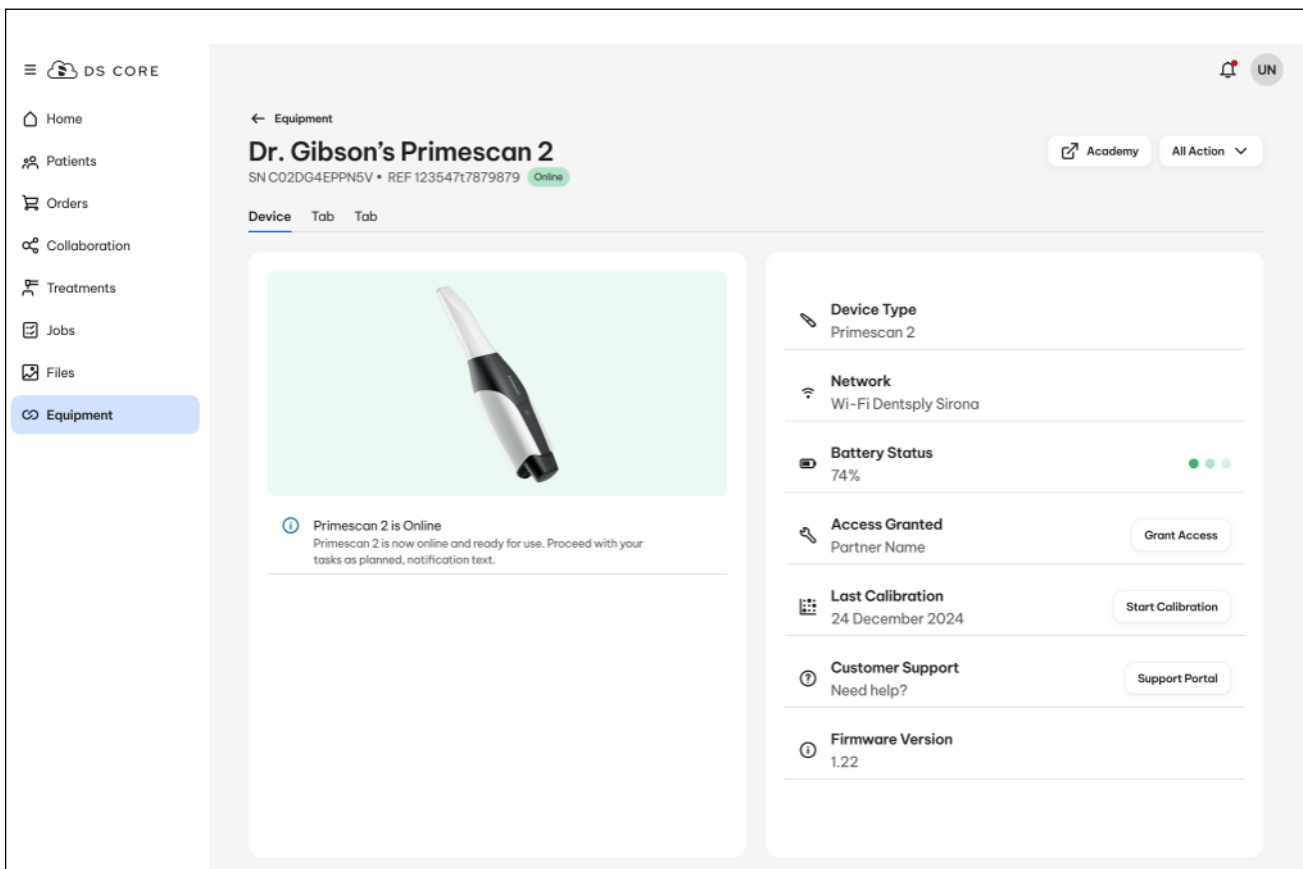 DS CORE
Home
Patients
Orders
Collaboration
Treatments
Jobs
Files
Equipment
UN
Equipment
Dr. Gibson’s Primescan 2
SN C02DG4EPPN5V • REF 123547t7879879 Online
Academy
All Action
Device Tab Tab
Primescan 2 is Online
Primescan 2 is now online and ready for use. Proceed with your
tasks as planned, notification text.
Device Type
Primescan 2
Network
Wi-Fi Dentsply Sirona
Battery Status
74%
Access Granted
Partner Name
Grant Access
Last Calibration
24 December 2024
Start Calibration
Customer Support
Need help?
Support Portal
Firmware Version
1.22